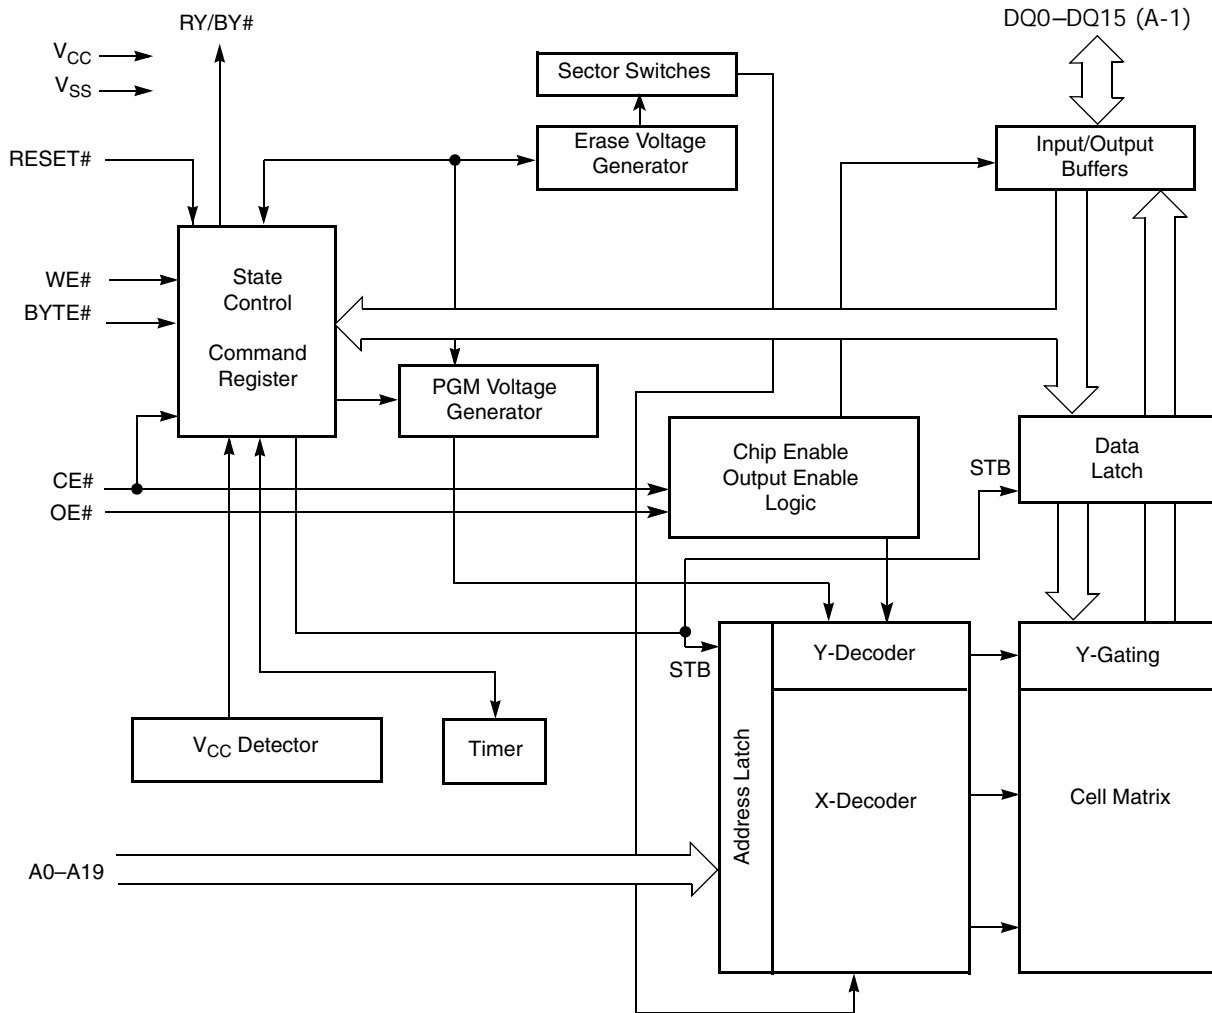 RY/BY#
DQ0–DQ15 (A-1)
VCC
VSS
Sector Switches
Erase Voltage
Generator
Input/Output
Buffers
RESET#
WE#
BYTE#
State
Control
Command
Register
PGM Voltage
Generator
Chip Enable
Output Enable
Logic
Data
Latch
STB
CE#
OE#
STB
Y-Decoder
Y-Gating
VCC Detector
Timer
Address Latch
X-Decoder
Cell Matrix
A0–A19